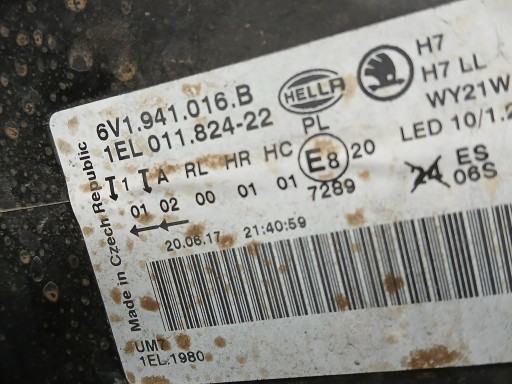 6V1.941.016.B
1EL 011.824-22
HELLA
PL
H7
H7 LL
WY21W
LED 10/1.2
1 A RL HR HC E8 20
01 02 00 01 01 7289
24 ES
06S
20.06.17 21:40:59
Made in Czech Republic
UM7
1EL.1980